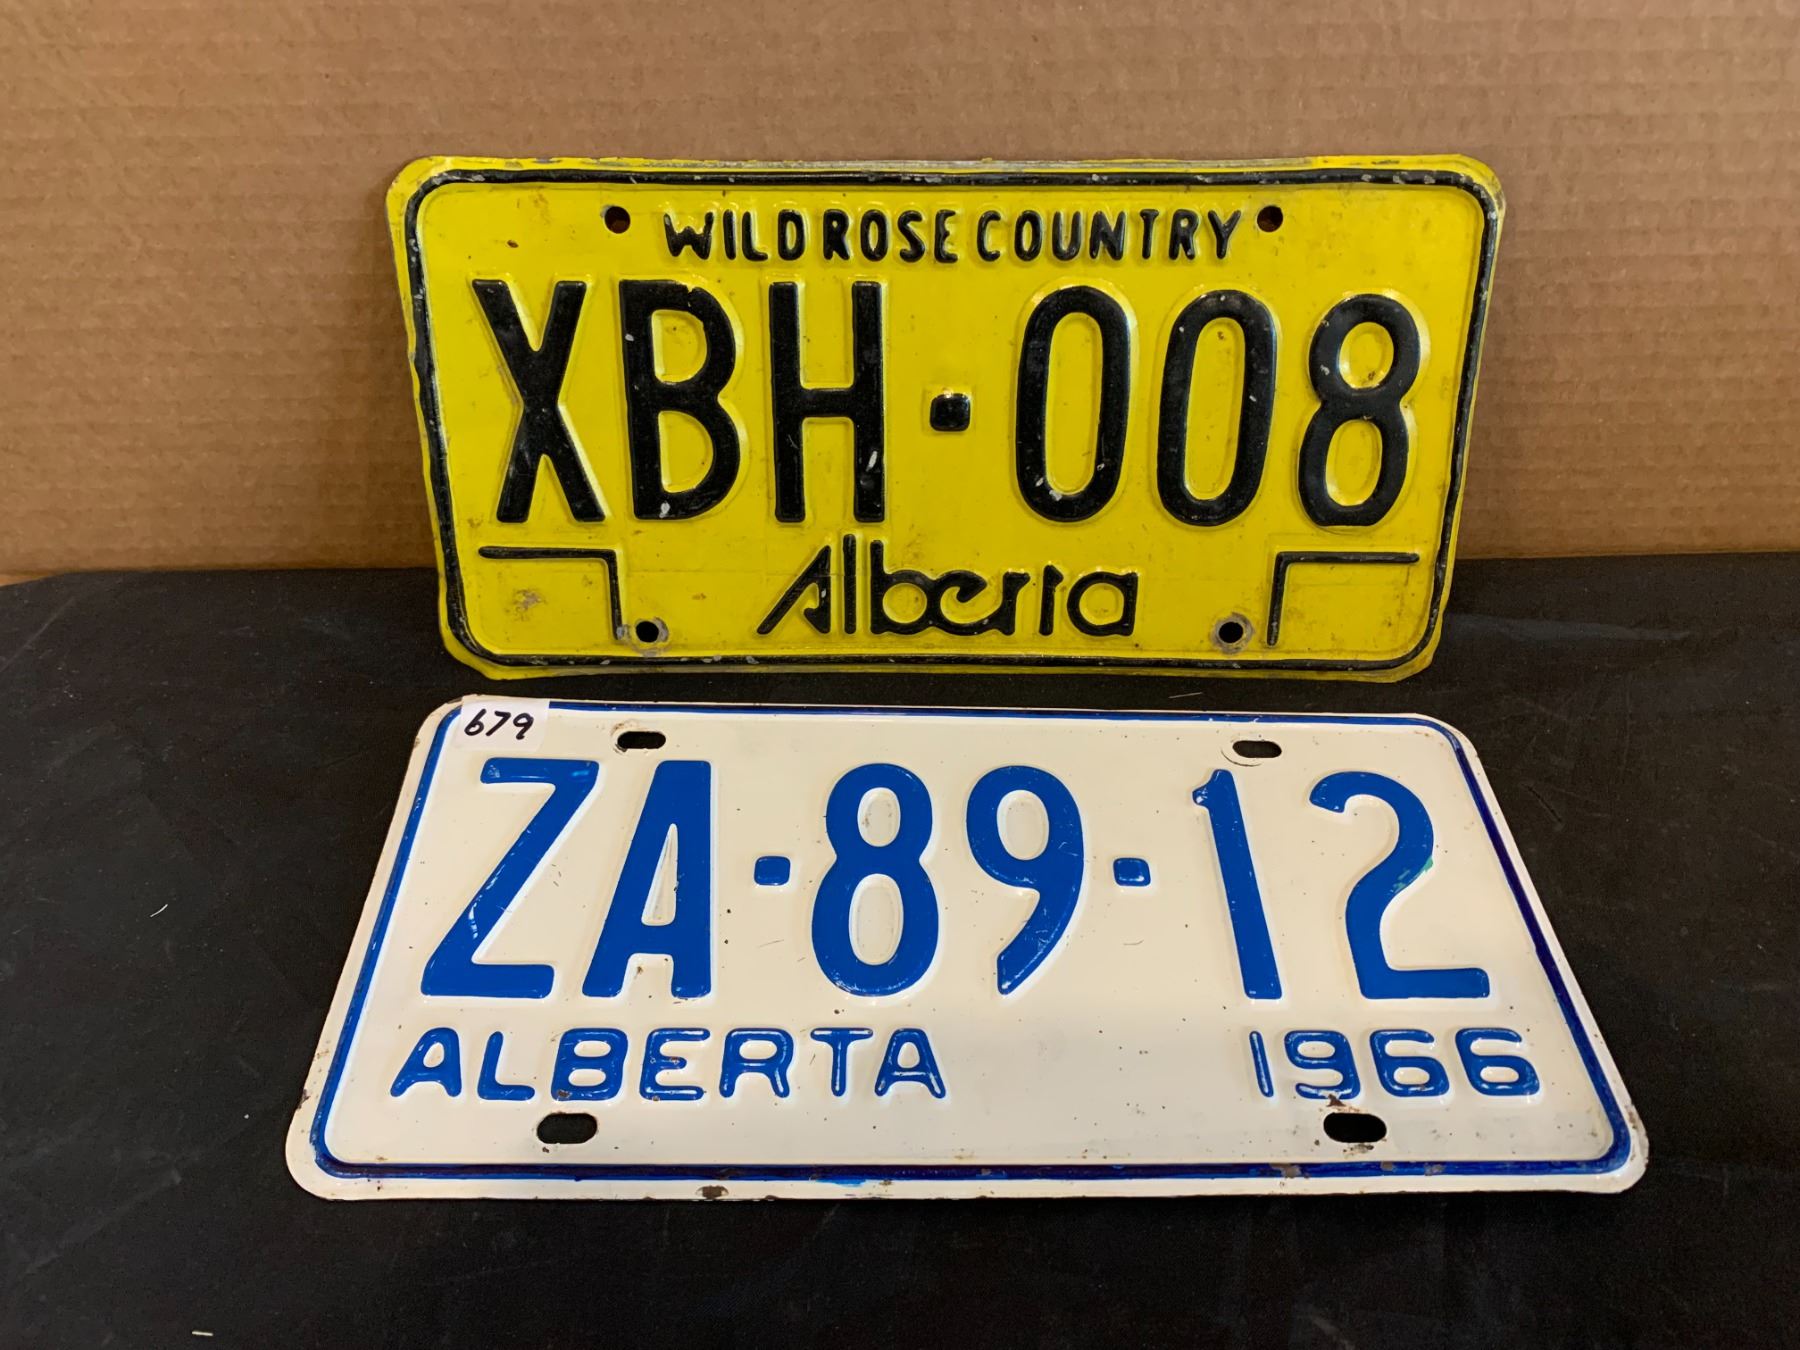 WILD ROSE COUNTRY
XBH·008
Alberta
679
ZA·89·12
ALBERTA 1966